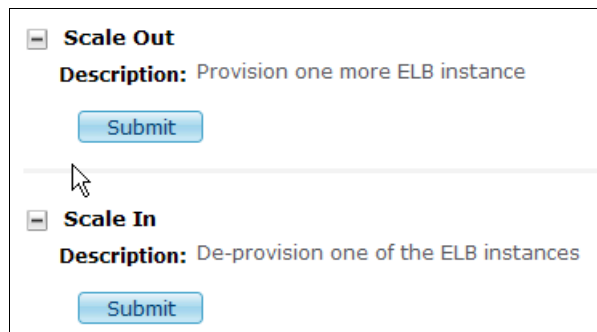 Scale Out
Description: Provision one more ELB instance
Submit
Scale In
Description: De-provision one of the ELB instances
Submit